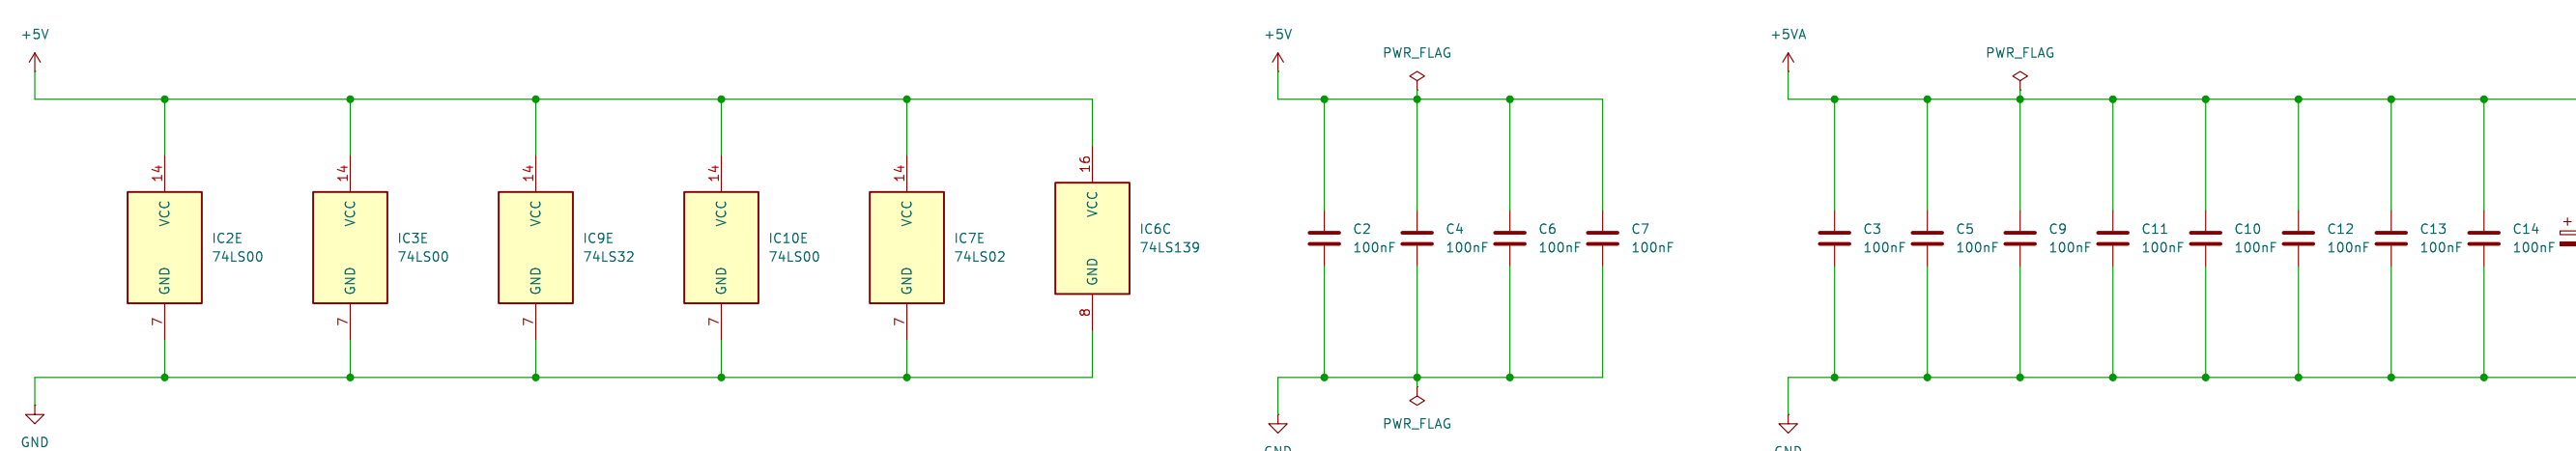 +5V
+5V
+5VA
PWR_FLAG
PWR_FLAG
14
14
14
14
14
16
VCC
VCC
VCC
VCC
VCC
VCC
IC2E
74LS00
IC3E
74LS00
IC9E
74LS32
IC10E
74LS00
IC7E
74LS02
IC6C
74LS139
C2
100nF
C4
100nF
C6
100nF
C7
100nF
C3
100nF
C5
100nF
C9
100nF
C11
100nF
C10
100nF
C12
100nF
C13
100nF
C14
100nF
+
GND
GND
GND
GND
GND
GND
7
7
7
7
7
8
PWR_FLAG
GND
GND
GND